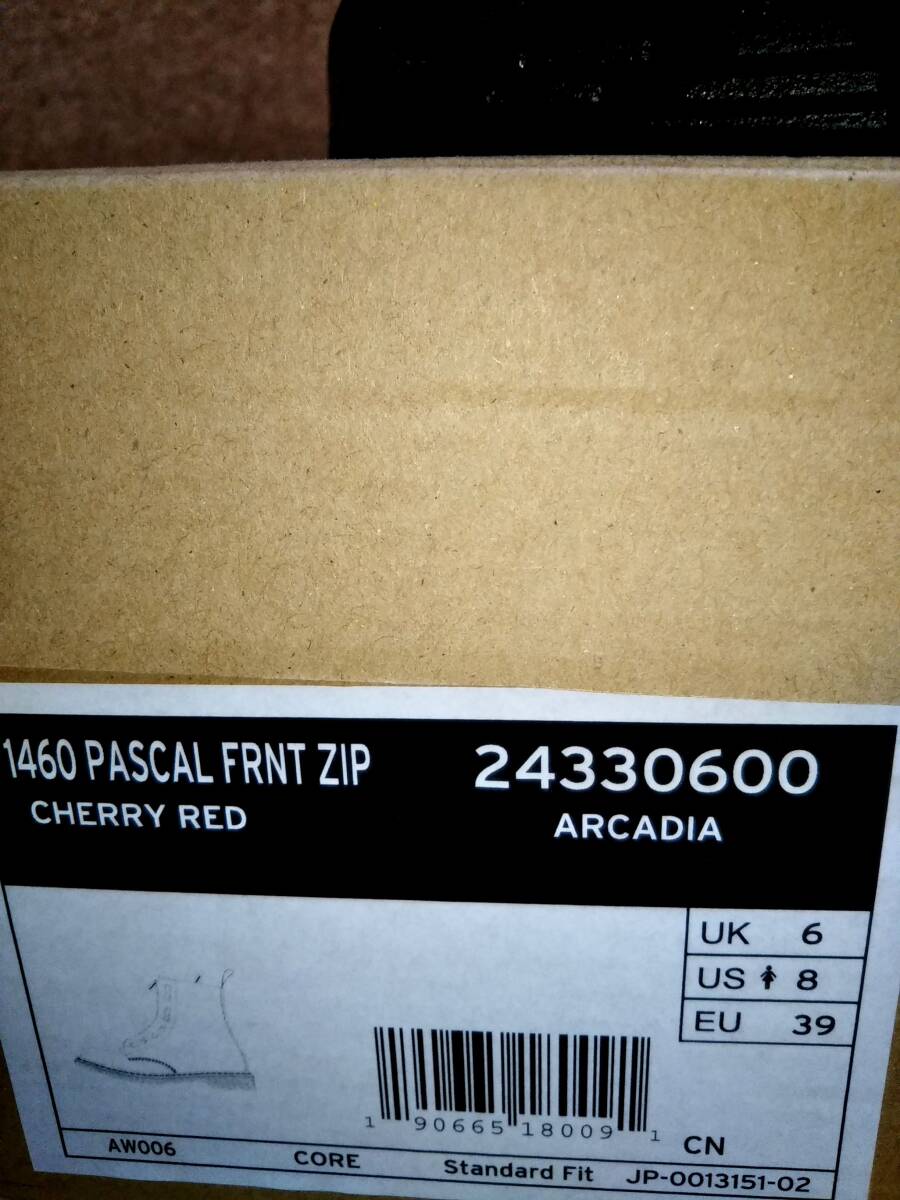 1460 PASCAL FRNT ZIP
CHERRY RED
24330600
ARCADIA
UK 6
US 8
EU 39
1 90665 18009 1
CN
AW006 CORE Standard Fit JP-0013151-02